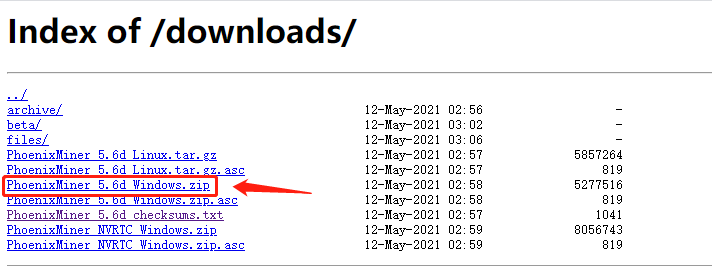 Index of /downloads/
../
archive/ 12-May-2021 02:56 -
beta/ 12-May-2021 03:02 -
files/ 12-May-2021 03:06 -
PhoenixMiner_5.6d_Linux.tar.gz 12-May-2021 02:57 5857264
PhoenixMiner_5.6d_Linux.tar.gz.asc 12-May-2021 02:57 819
PhoenixMiner_5.6d_Windows.zip 12-May-2021 02:58 5277516
PhoenixMiner_5.6d_Windows.zip.asc 12-May-2021 02:58 819
PhoenixMiner_5.6d_checksums.txt 12-May-2021 02:57 1041
PhoenixMiner_NVRTC_Windows.zip 12-May-2021 02:59 8056743
PhoenixMiner_NVRTC_Windows.zip.asc 12-May-2021 02:59 819